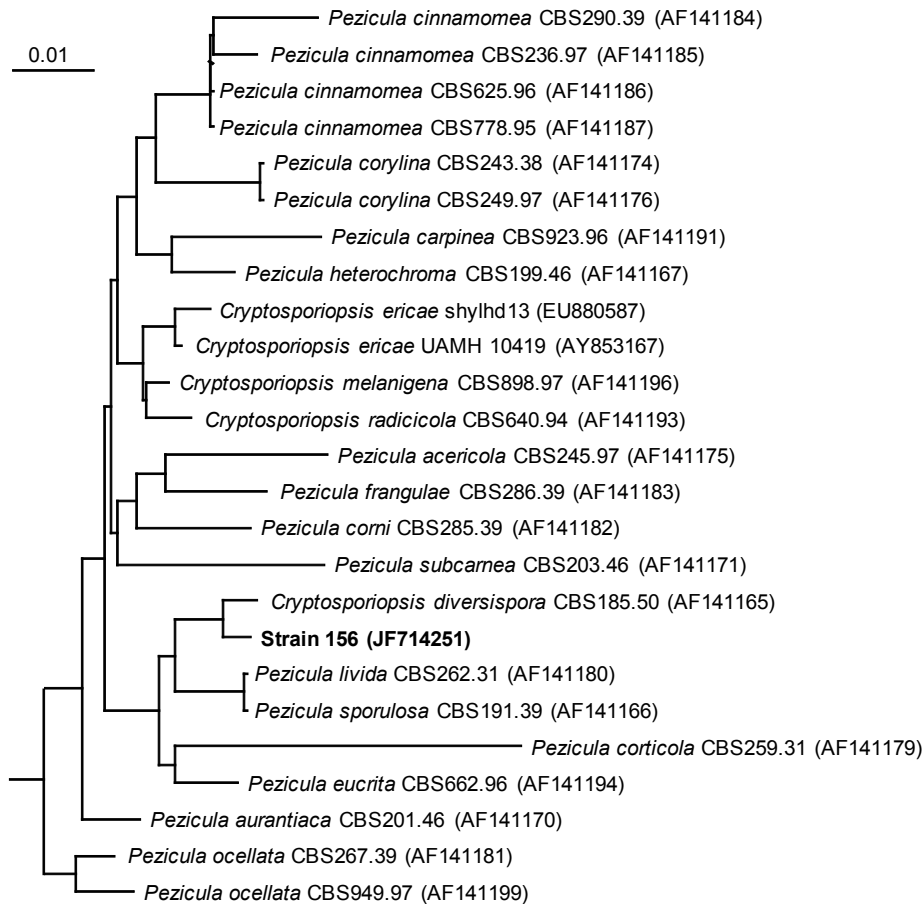 Pezicula cinnamomea CBS290.39 (AF141184)
0.01
Pezicula cinnamomea CBS236.97 (AF141185)
Pezicula cinnamomea CBS625.96 (AF141186)
Pezicula cinnamomea CBS778.95 (AF141187)
Pezicula corylina CBS243.38 (AF141174)
Pezicula corylina CBS249.97 (AF141176)
Pezicula carpinea CBS923.96 (AF141191)
Pezicula heterochroma CBS199.46 (AF141167)
Cryptosporiopsis ericae shylhd13 (EU880587)
Cryptosporiopsis ericae UAMH 10419 (AY853167)
Cryptosporiopsis melanigena CBS898.97 (AF141196)
Cryptosporiopsis radicicola CBS640.94 (AF141193)
Pezicula acericola CBS245.97 (AF141175)
Pezicula frangulae CBS286.39 (AF141183)
Pezicula corni CBS285.39 (AF141182)
Pezicula subcarnea CBS203.46 (AF141171)
Cryptosporiopsis diversispora CBS185.50 (AF141165)
Strain 156 (JF714251)
Pezicula livida CBS262.31 (AF141180)
Pezicula sporulosa CBS191.39 (AF141166)
Pezicula corticola CBS259.31 (AF141179)
Pezicula eucrita CBS662.96 (AF141194)
Pezicula aurantiaca CBS201.46 (AF141170)
Pezicula ocellata CBS267.39 (AF141181)
Pezicula ocellata CBS949.97 (AF141199)